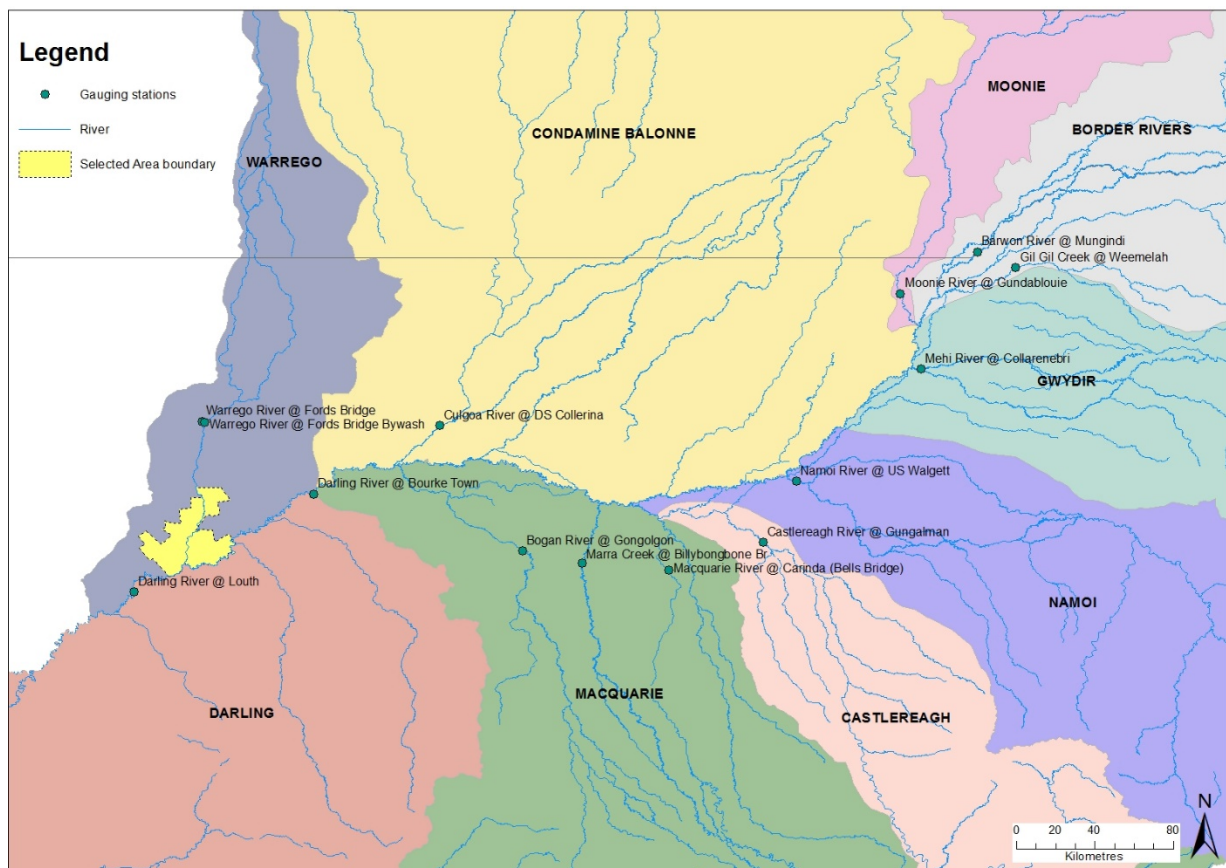 Legend
Gauging stations
River
Selected Area boundary
MOONIE
BORDER RIVERS
CONDAMINE BALONNE
WARREGO
Barwon River @ Mungindi
Gil Gil Creek @ Weemelah
Moonie River @ Gundablouie
Mehi River @ Collarenebri
GWYDIR
Warrego River @ Fords Bridge
Warrego River @ Fords Bridge Bywash
Culgoa River @ DS Collerina
Darling River @ Bourke Town
Namoi River @ US Walgett
Castlereagh River @ Gungalman
Bogan River @ Gongolgon
Marra Creek @ Billybongbone Br
Macquarie River @ Carinda (Bells Bridge)
Darling River @ Louth
NAMOI
MACQUARIE
DARLING
CASTLEREAGH
N
0 20 40 80
Kilometres